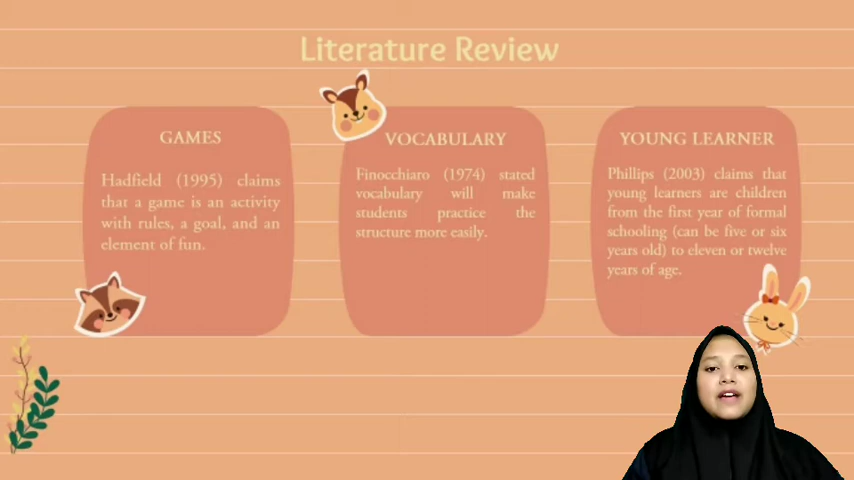 Literature Review
GAMES
Hadfield (1995) claims
that a game is an activity
with rules, a goal, and an
element of fun.
VOCABULARY
Finocchiaro (1974) stated
vocabulary will make
students practice the
structure more easily.
YOUNG LEARNER
Phillips (2003) claims that
young learners are children
from the first year of formal
schooling (can be five or six
years old) to eleven or twelve
years of age.